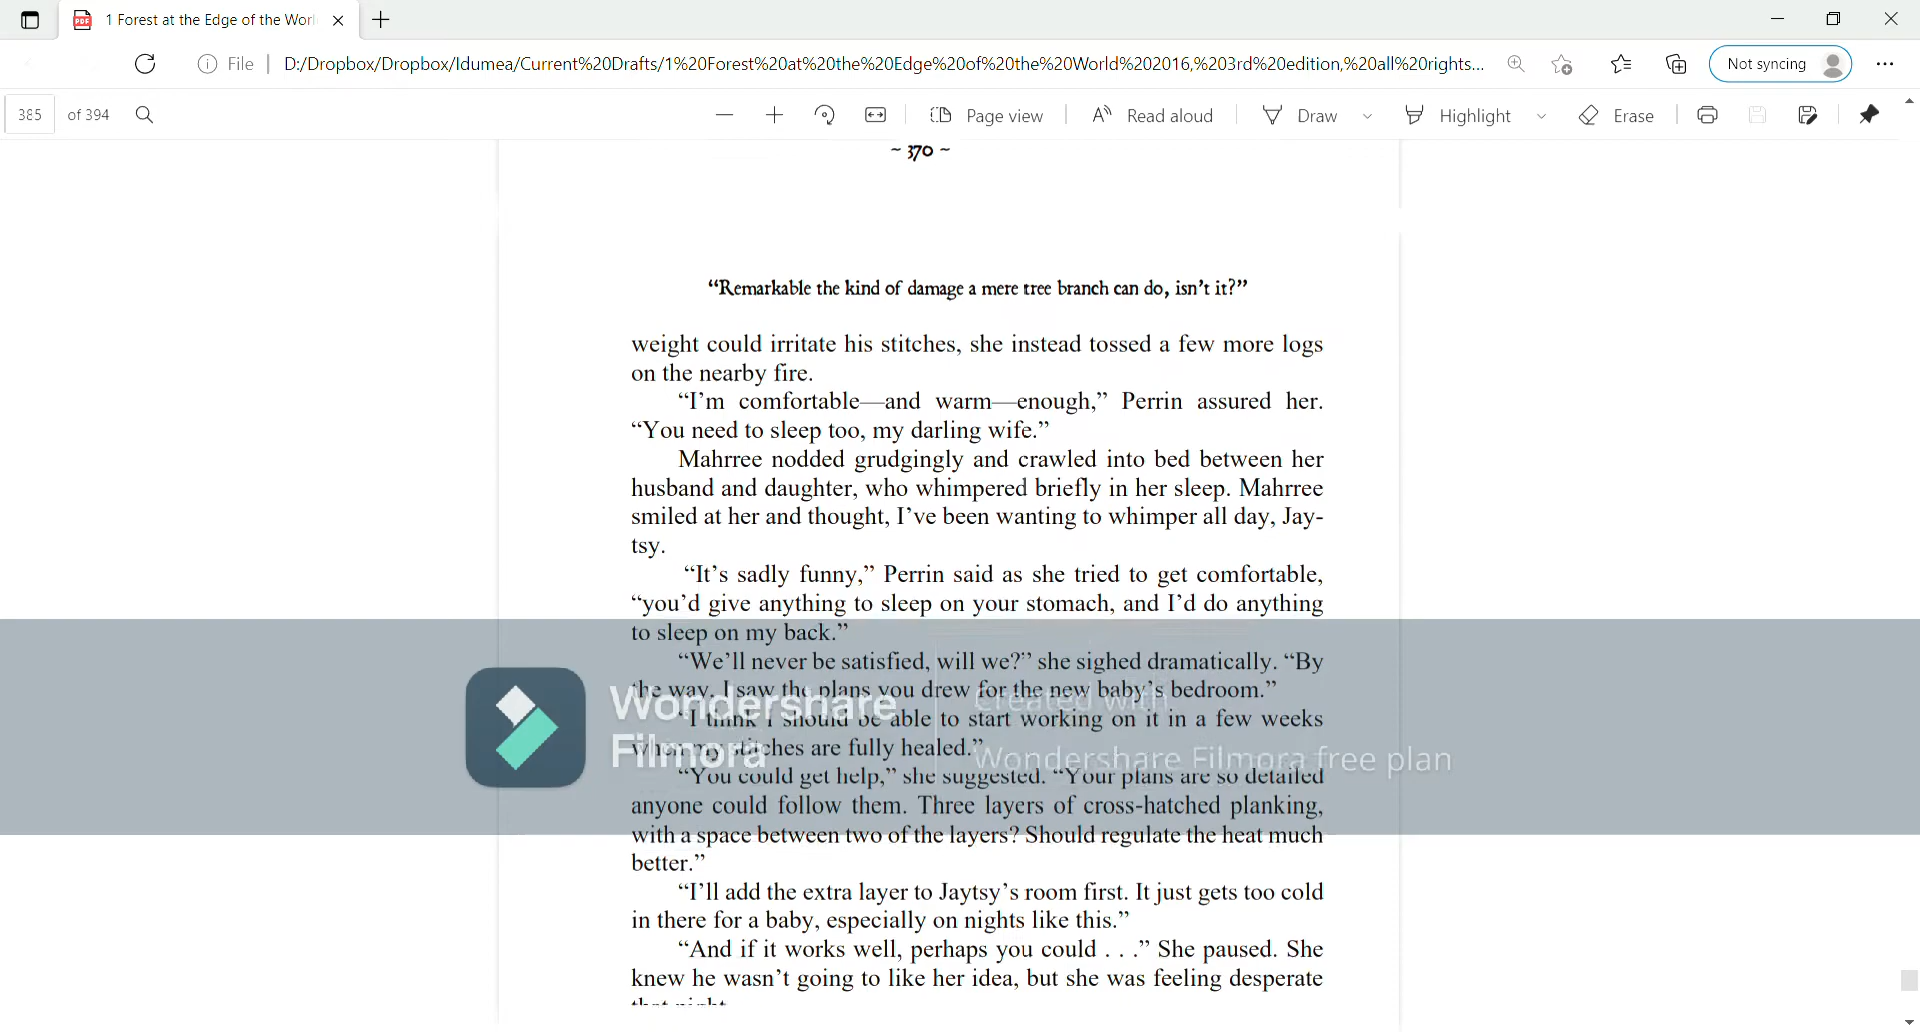 1 Forest at the Edge of the Worl
File
D:/Dropbox/Dropbox/Idumea/Current%20Drafts/1%20Forest%20at%20the%20Edge%20of%20the%20World%202016,%203rd%20edition,%20all%20rights...
Not syncing
385 of 394
Page view
Read aloud
Draw
Highlight
Erase
~ 370 ~
“Remarkable the kind of damage a mere tree branch can do, isn’t it?”
weight could irritate his stitches, she instead tossed a few more logs
on the nearby fire.
“I’m comfortable—and warm—enough,” Perrin assured her.
“You need to sleep too, my darling wife.”
Mahrree nodded grudgingly and crawled into bed between her
husband and daughter, who whimpered briefly in her sleep. Mahrree
smiled at her and thought, I’ve been wanting to whimper all day, Jay-
tsy.
“It’s sadly funny,” Perrin said as she tried to get comfortable,
“you’d give anything to sleep on your stomach, and I’d do anything
to sleep on my back.”
“We’ll never be satisfied, will we?” she sighed dramatically. “By
the way, I saw the plans you drew for the new baby’s bedroom.”
“I think I should be able to start working on it in a few weeks
when my stitches are fully healed.”
“You could get help,” she suggested. “Your plans are so detailed
anyone could follow them. Three layers of cross-hatched planking,
with a space between two of the layers? Should regulate the heat much
better.”
“I’ll add the extra layer to Jaytsy’s room first. It just gets too cold
in there for a baby, especially on nights like this.”
“And if it works well, perhaps you could . . .” She paused. She
knew he wasn’t going to like her idea, but she was feeling desperate
that night
Wondershare
Filmora
Created with
Wondershare Filmora free plan